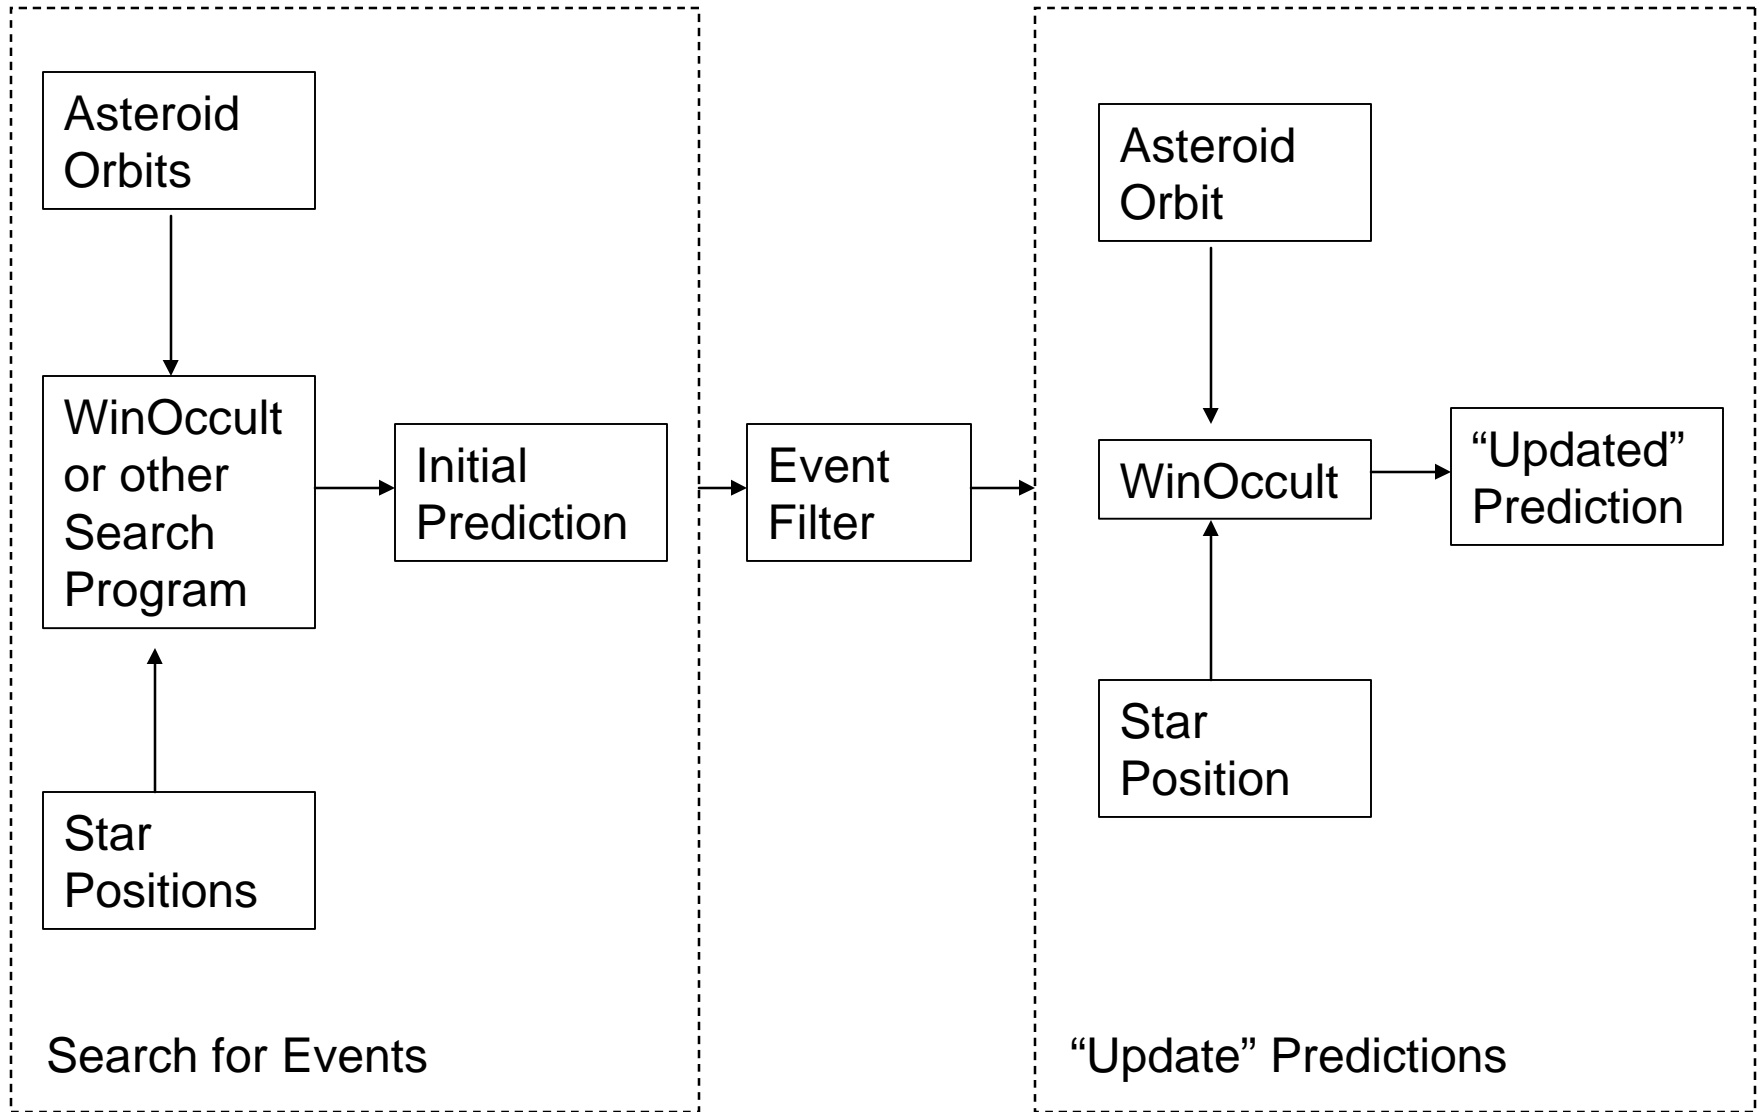 Asteroid
Orbits
WinOccult
or other
Search
Program
Initial
Prediction
Star
Positions
Search for Events
Event
Filter
Asteroid
Orbit
WinOccult
“Updated”
Prediction
Star
Position
“Update” Predictions